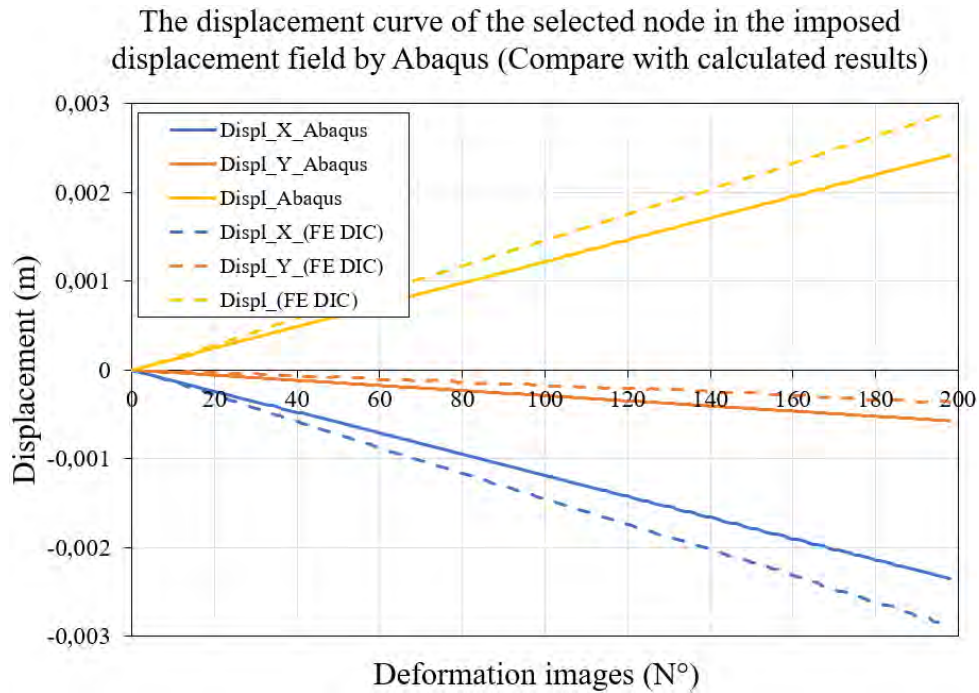 The displacement curve of the selected node in the imposed
displacement field by Abaqus (Compare with calculated results)
0,003
0,002
0,001
0
-0,001
-0,002
-0,003
Displacement (m)
Displ_X_Abaqus
Displ_Y_Abaqus
Displ_Abaqus
Displ_X_(FE DIC)
Displ_Y_(FE DIC)
Displ_(FE DIC)
0 20 40 60 80 100 120 140 160 180 200
Deformation images (N°)